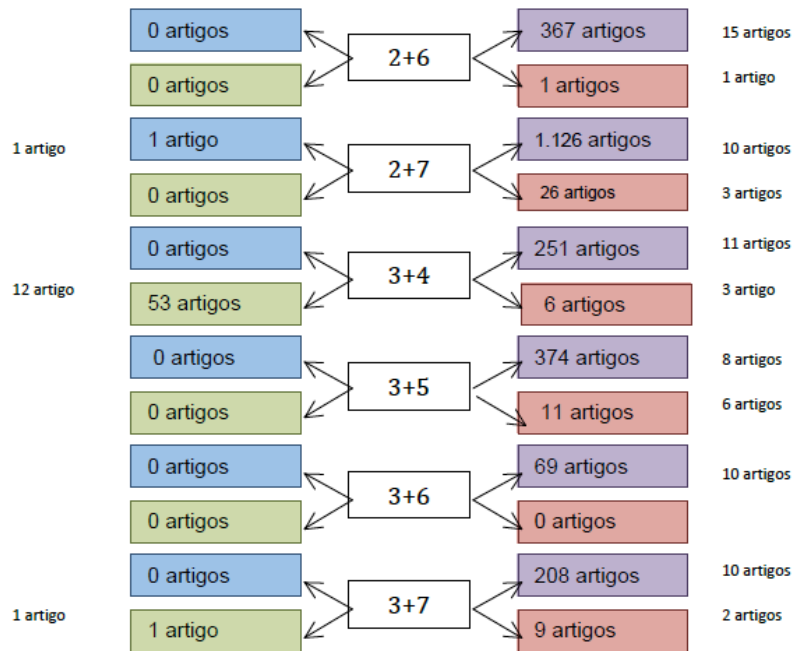 0 artigos
367 artigos
15 artigos
2+6
0 artigos
1 artigos
1 artigo
1 artigo
1 artigo
1.126 artigos
10 artigos
2+7
0 artigos
26 artigos
3 artigos
0 artigos
251 artigos
11 artigos
12 artigo
3+4
53 artigos
6 artigos
3 artigo
0 artigos
374 artigos
8 artigos
3+5
0 artigos
11 artigos
6 artigos
0 artigos
69 artigos
10 artigos
3+6
0 artigos
0 artigos
0 artigos
208 artigos
10 artigos
3+7
1 artigo
1 artigo
9 artigos
2 artigos